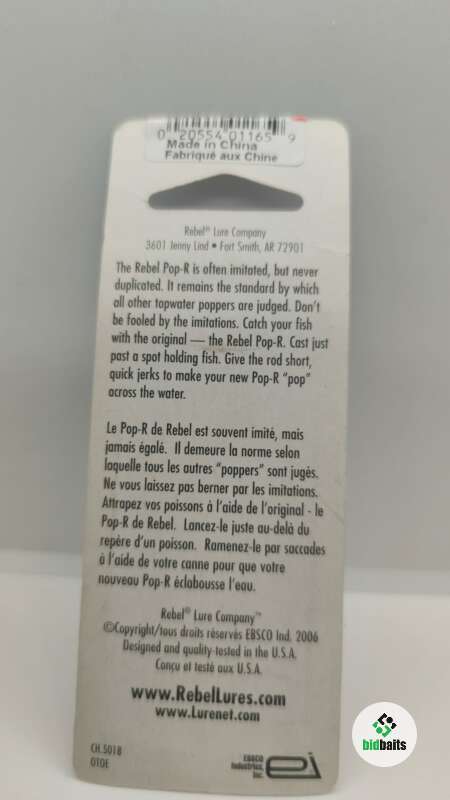 0 20554 01165 9
Made in China
Fabriqué aux Chine
Rebel® Lure Company
3601 Jenny Lind • Fort Smith, AR 72901
The Rebel Pop-R is often imitated, but never
duplicated. It remains the standard by which
all other topwater poppers are judged. Don't
be fooled by the imitations. Catch your fish
with the original — the Rebel Pop-R. Cast just
past a spot holding fish. Give the rod short,
quick jerks to make your new Pop-R "pop"
across the water.
Le Pop-R de Rebel est souvent imité, mais
jamais égalé. Il demeure la norme selon
laquelle tous les autres "poppers" sont jugés.
Ne vous laissez pas berner par les imitations.
Attrapez vos poissons à l'aide de l'original - le
Pop-R de Rebel. Lancez-le juste au-delà du
repère d'un poisson. Ramenez-le par saccades
à l'aide de votre canne pour que votre
nouveau Pop-R éclabousse l'eau.
Rebel® Lure Company™
©Copyright/tous droits réservés EBSCO Ind. 2006
Designed and quality-tested in the U.S.A.
Conçu et testé aux U.S.A.
www.RebelLures.com
www.Lurenet.com
CH.5018
OTOE
EBSCO
Industries,
Inc.
ei
bidbaits